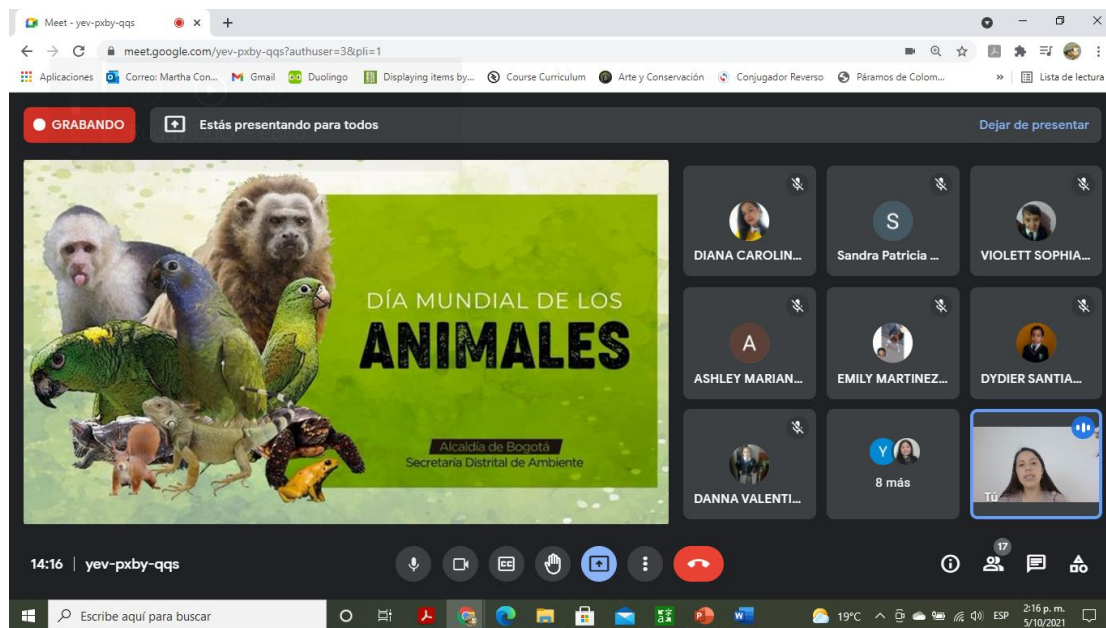 Meet - yev-pxby-qqs
meet.google.com/yev-pxby-qqs?authuser=3&pli=1
Aplicaciones Correo: Martha Con... Gmail Duolingo Displaying items by... Course Curriculum Arte y Conservación Conjugador Reverso Páramos de Colom... » Lista de lectura
GRABANDO Estás presentando para todos Dejar de presentar
DÍA MUNDIAL DE LOS
ANIMALES
Alcaldía de Bogotá
Secretaría Distrital de Ambiente
DIANA CAROLIN... Sandra Patricia ... VIOLETT SOPHIA...
S
A
ASHLEY MARIAN... EMILY MARTINEZ... DYDIER SANTIA...
Y
DANNA VALENTI... 8 más Tú
14:16 | yev-pxby-qqs
CC
17
Escribe aquí para buscar
19°C ESP 2:16 p. m.
5/10/2021